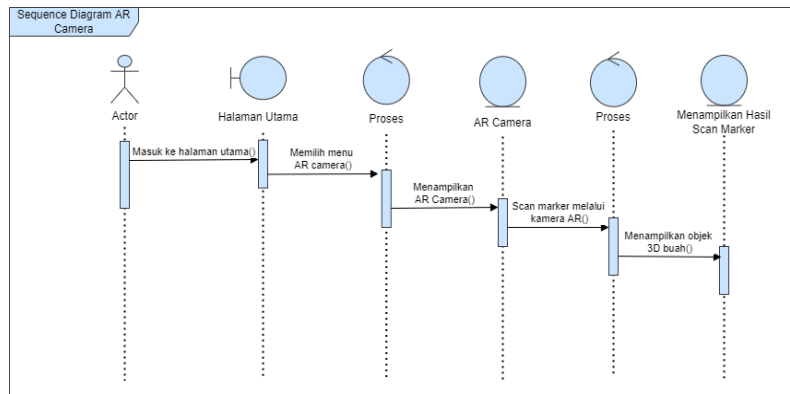 Sequence Diagram AR
Camera
Actor
Halaman Utama
Proses
AR Camera
Proses
Menampilkan Hasil
Scan Marker
Masuk ke halaman utama()
Memilih menu
AR camera()
Menampilkan
AR Camera()
Scan marker melalui
kamera AR()
Menampilkan objek
3D buah()